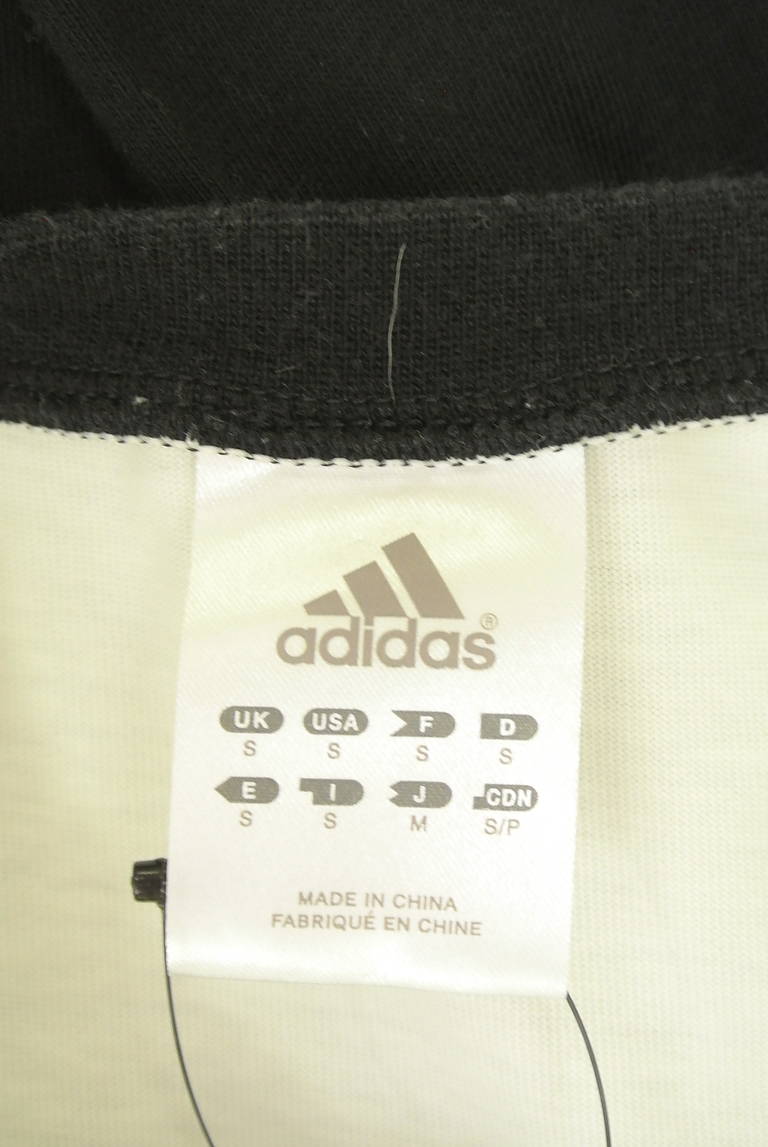 adidas®
UK USA F D
S S S S
E I J CDN
S S M S/P
MADE IN CHINA
FABRIQUÉ EN CHINE